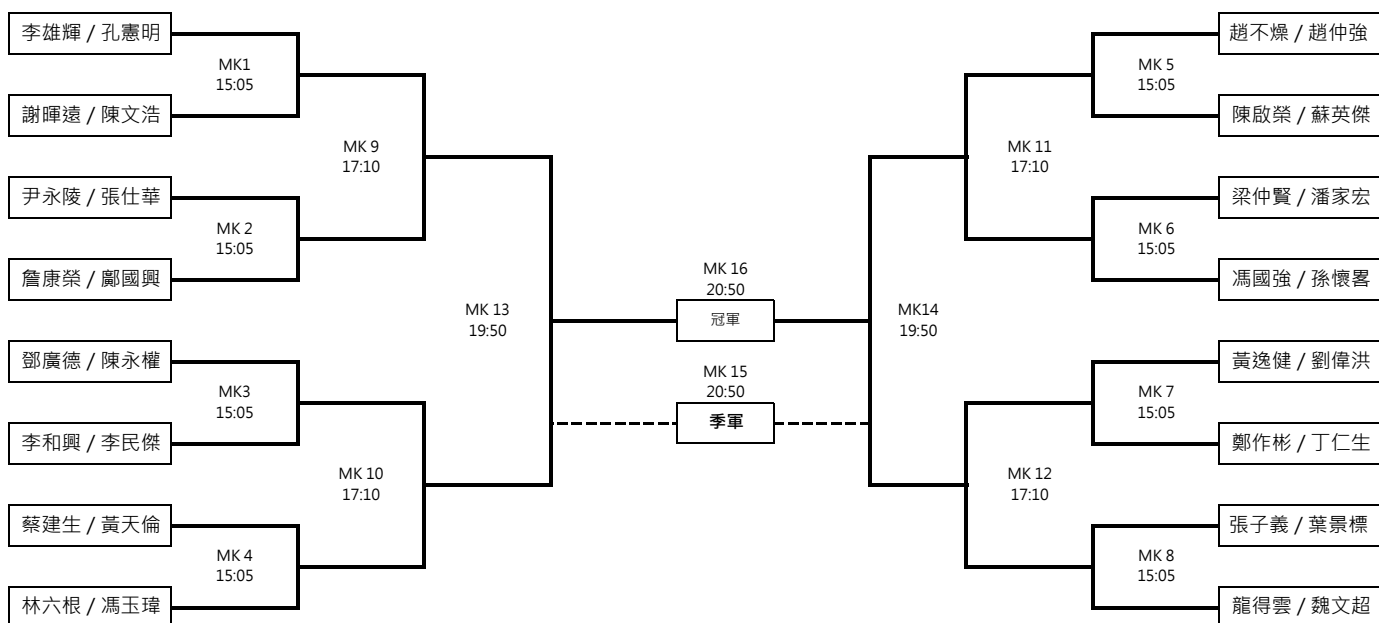 李雄輝 / 孔憲明
MK1
15:05
謝暉遠 / 陳文浩
MK 9
17:10
尹永陵 / 張仕華
MK 2
15:05
詹康榮 / 鄺國興
MK 13
19:50
鄧廣德 / 陳永權
MK3
15:05
李和興 / 李民傑
MK 10
17:10
蔡建生 / 黃天倫
MK 4
15:05
林六根 / 馮玉瑋
MK 16
20:50
冠軍
MK 15
20:50
季軍
趙不燥 / 趙仲強
MK 5
15:05
陳啟榮 / 蘇英傑
MK 11
17:10
梁仲賢 / 潘家宏
MK 6
15:05
馮國強 / 孫懷畧
MK14
19:50
黃逸健 / 劉偉洪
MK 7
15:05
鄭作彬 / 丁仁生
MK 12
17:10
張子義 / 葉景標
MK 8
15:05
龍得雲 / 魏文超